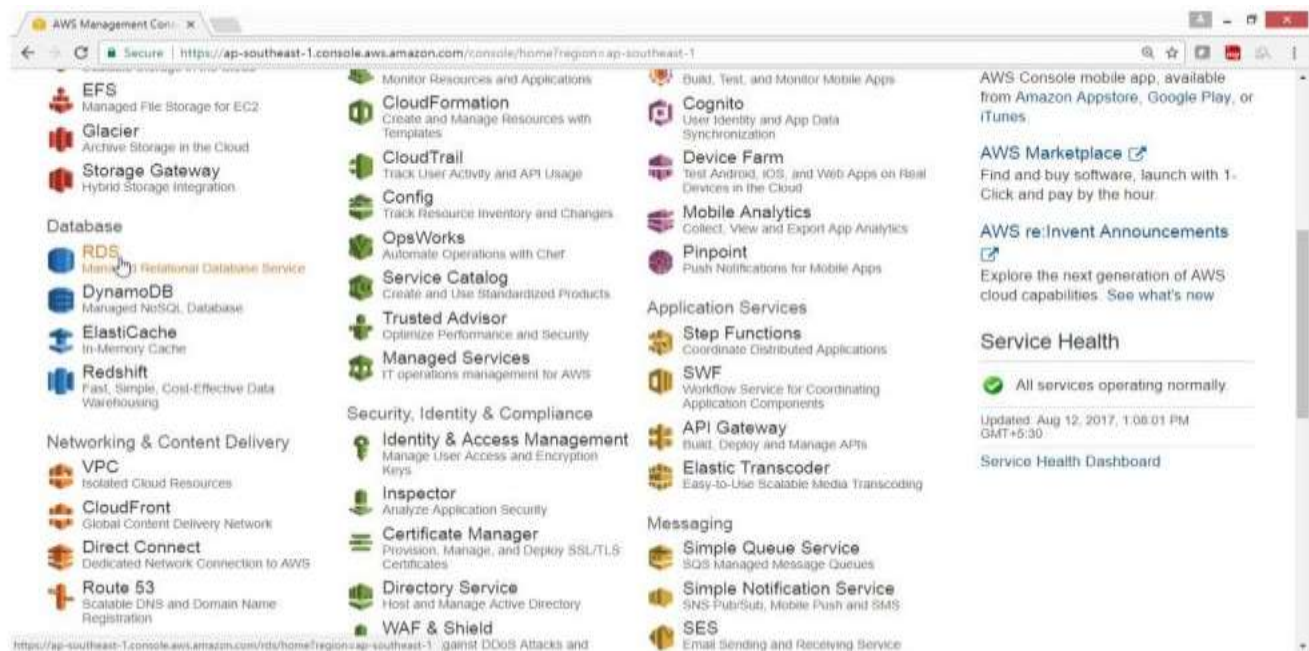 AWS Management Con
Secure | https://ap-southeast-1.console.aws.amazon.com/console/home?region=ap-southeast-1
EFS
Managed File Storage for EC2
Glacier
Archive Storage in the Cloud
Storage Gateway
Hybrid Storage Integration
Database
RDS
Managed Relational Database Service
DynamoDB
Managed NoSQL Database
ElastiCache
In-Memory Cache
Redshift
Fast, Simple, Cost-Effective Data
Warehousing
Networking & Content Delivery
VPC
Isolated Cloud Resources
CloudFront
Global Content Delivery Network
Direct Connect
Dedicated Network Connection to AWS
Route 53
Scalable DNS and Domain Name
Registration
https://ap-southeast-1.console.aws.amazon.com/rds/home?region=ap-southeast-1
Monitor Resources and Applications
CloudFormation
Create and Manage Resources with
Templates
CloudTrail
Track User Activity and API Usage
Config
Track Resource Inventory and Changes
OpsWorks
Automate Operations with Chef
Service Catalog
Create and Use Standardized Products
Trusted Advisor
Optimize Performance and Security
Managed Services
IT operations management for AWS
Security, Identity & Compliance
Identity & Access Management
Manage User Access and Encryption
Keys
Inspector
Analyze Application Security
Certificate Manager
Provision, Manage, and Deploy SSL/TLS
Certificates
Directory Service
Host and Manage Active Directory
WAF & Shield
gainst DDoS Attacks and
Build, Test, and Monitor Mobile Apps
Cognito
User Identity and App Data
Synchronization
Device Farm
Test Android, iOS, and Web Apps on Real
Devices in the Cloud
Mobile Analytics
Collect, View and Export App Analytics
Pinpoint
Push Notifications for Mobile Apps
Application Services
Step Functions
Coordinate Distributed Applications
SWF
Workflow Service for Coordinating
Application Components
API Gateway
Build, Deploy and Manage APIs
Elastic Transcoder
Easy-to-Use Scalable Media Transcoding
Messaging
Simple Queue Service
SQS Managed Message Queues
Simple Notification Service
SNS Pub/Sub, Mobile Push and SMS
SES
Email Sending and Receiving Service
AWS Console mobile app, available
from Amazon Appstore, Google Play, or
iTunes
AWS Marketplace
Find and buy software, launch with 1-
Click and pay by the hour.
AWS re:Invent Announcements
Explore the next generation of AWS
cloud capabilities. See what's new
Service Health
All services operating normally.
Updated: Aug 12, 2017, 1:08:01 PM
GMT+5:30
Service Health Dashboard